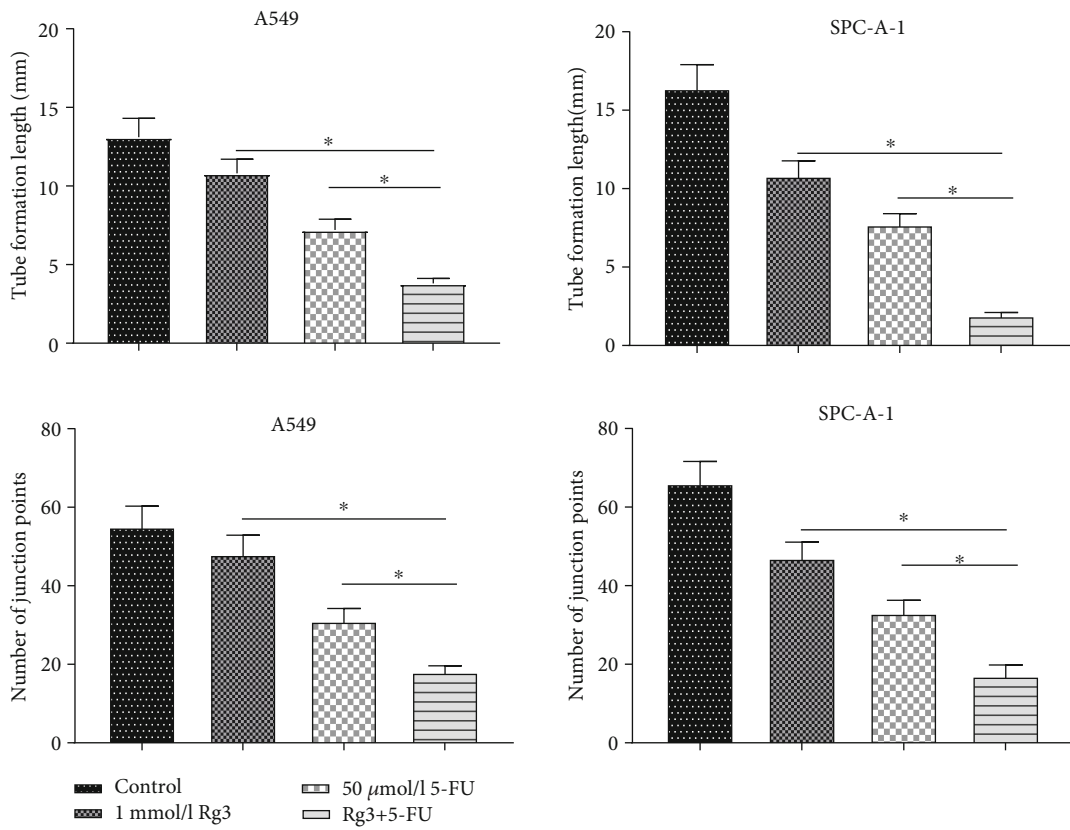 A549
Tube formation length (mm)
20
15
10
5
0
*
*
SPC-A-1
Tube formation length(mm)
20
15
10
5
0
*
*
A549
Number of junction points
80
60
40
20
0
*
*
SPC-A-1
Number of junction points
80
60
40
20
0
*
*
Control
1 mmol/l Rg3
50 μmol/l 5-FU
Rg3+5-FU